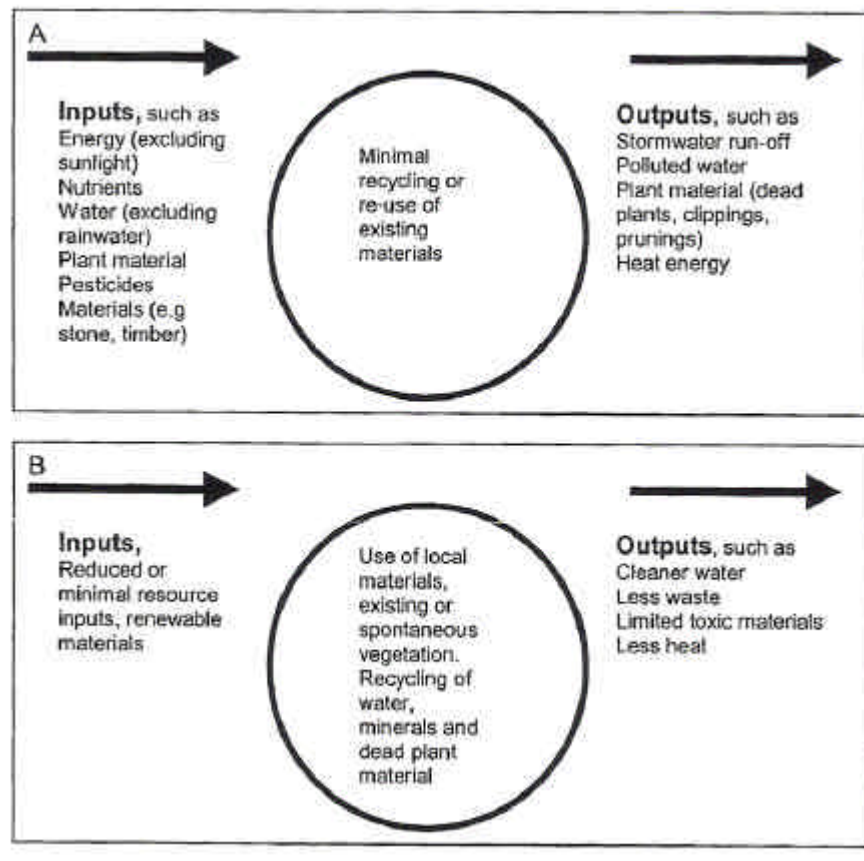 A
Inputs, such as
Energy (excluding
sunlight)
Nutrients
Water (excluding
rainwater)
Plant material
Pesticides
Materials (e.g
stone, timber)
Minimal
recycling or
re-use of
existing
materials
Outputs, such as
Stormwater run-off
Polluted water
Plant material (dead
plants, clippings,
prunings)
Heat energy
B
Inputs,
Reduced or
minimal resource
inputs, renewable
materials
Use of local
materials,
existing or
spontaneous
vegetation.
Recycling of
water,
minerals and
dead plant
material
Outputs, such as
Cleaner water
Less waste
Limited toxic materials
Less heat